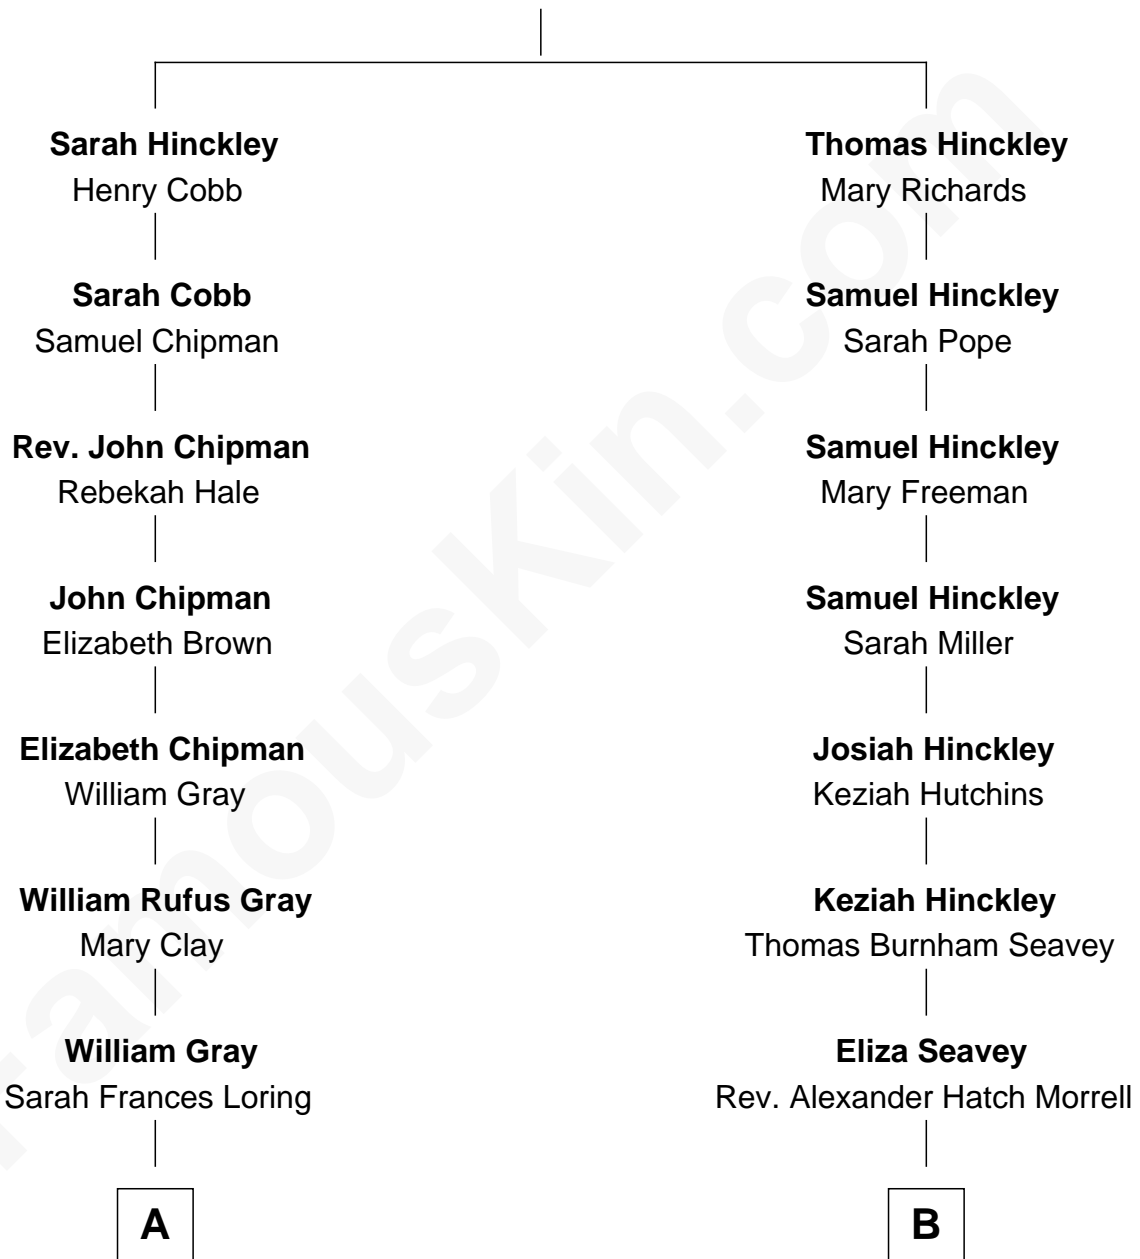 Sarah Hinckley
Henry Cobb
Sarah Cobb
Samuel Chipman
Rev. John Chipman
Rebekah Hale
John Chipman
Elizabeth Brown
Elizabeth Chipman
William Gray
William Rufus Gray
Mary Clay
William Gray
Sarah Frances Loring
A
Thomas Hinckley
Mary Richards
Samuel Hinckley
Sarah Pope
Samuel Hinckley
Mary Freeman
Samuel Hinckley
Sarah Miller
Josiah Hinckley
Keziah Hutchins
Keziah Hinckley
Thomas Burnham Seavey
Eliza Seavey
Rev. Alexander Hatch Morrell
B
FamousKin.com